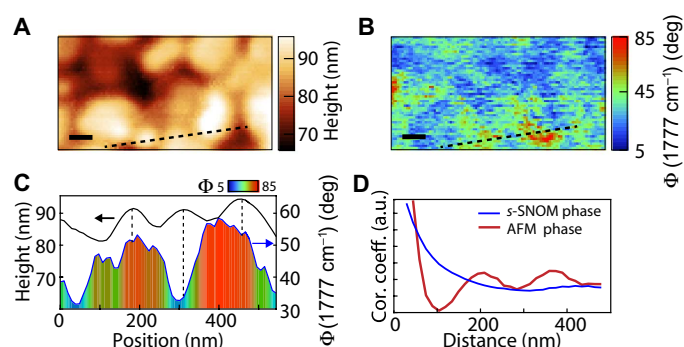 A
95
90
80
70
65
Height (nm)
B
85
45
5
Φ (1777 cm⁻¹) (deg)
C
Φ 5 85
Height (nm)
90
80
70
60
50
40
30
Φ (1777 cm⁻¹) (deg)
0 200 400
Position (nm)
D
Cor. coeff. (a.u.)
s-SNOM phase
AFM phase
0 200 400
Distance (nm)